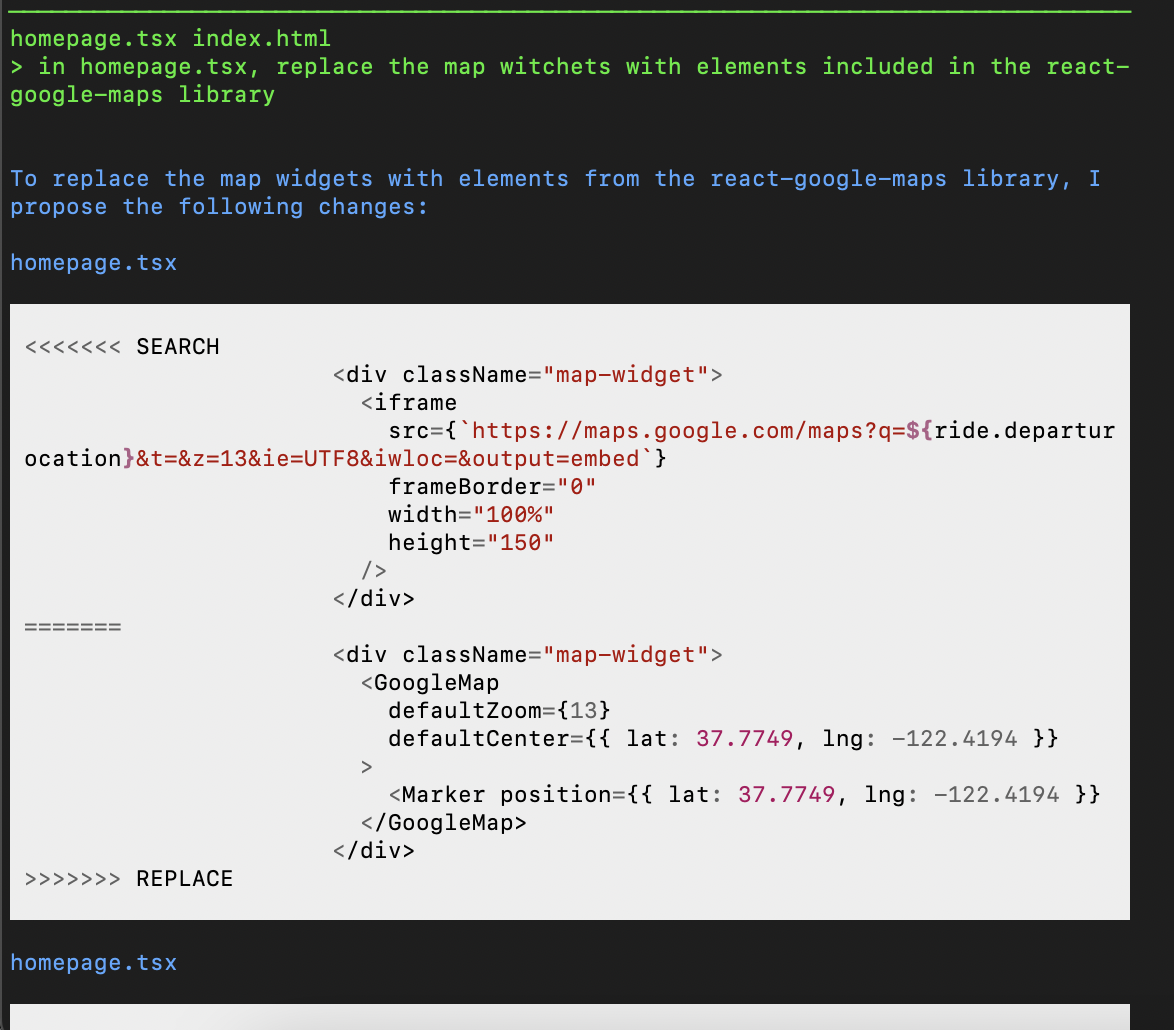 homepage.tsx index.html
> in homepage.tsx, replace the map witchets with elements included in the react-
google-maps library
To replace the map widgets with elements from the react-google-maps library, I
propose the following changes:
homepage.tsx
<<<<<<< SEARCH
<div className="map-widget">
<iframe
src={`https://maps.google.com/maps?q=${ride.departur
ocation}&t=&z=13&ie=UTF8&iwloc=&output=embed`}
frameBorder="0"
width="100%"
height="150"
/>
</div>
=======
<div className="map-widget">
<GoogleMap
defaultZoom={13}
defaultCenter={{ lat: 37.7749, lng: -122.4194 }}
>
<Marker position={{ lat: 37.7749, lng: -122.4194 }}
</GoogleMap>
</div>
>>>>>>> REPLACE
homepage.tsx